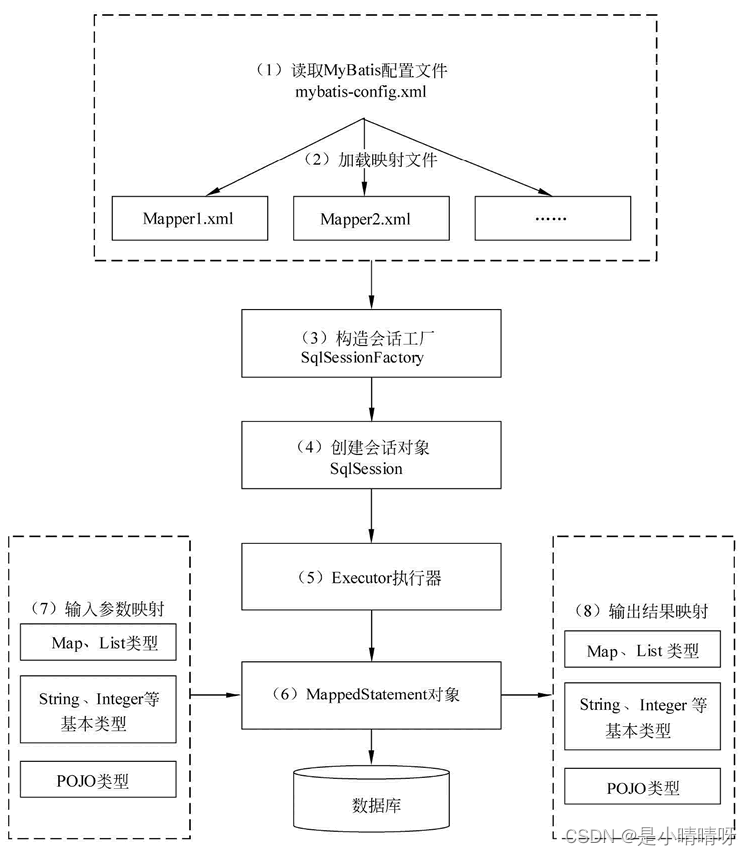 （1）读取MyBatis配置文件
mybatis-config.xml
（2）加载映射文件
Mapper1.xml
Mapper2.xml
……
（3）构造会话工厂
SqlSessionFactory
（4）创建会话对象
SqlSession
（5）Executor执行器
（7）输入参数映射
Map、List类型
String、Integer等
基本类型
POJO类型
（6）MappedStatement对象
（8）输出结果映射
Map、List 类型
String、Integer 等
基本类型
POJO类型
数据库
CSDN @是小晴晴呀